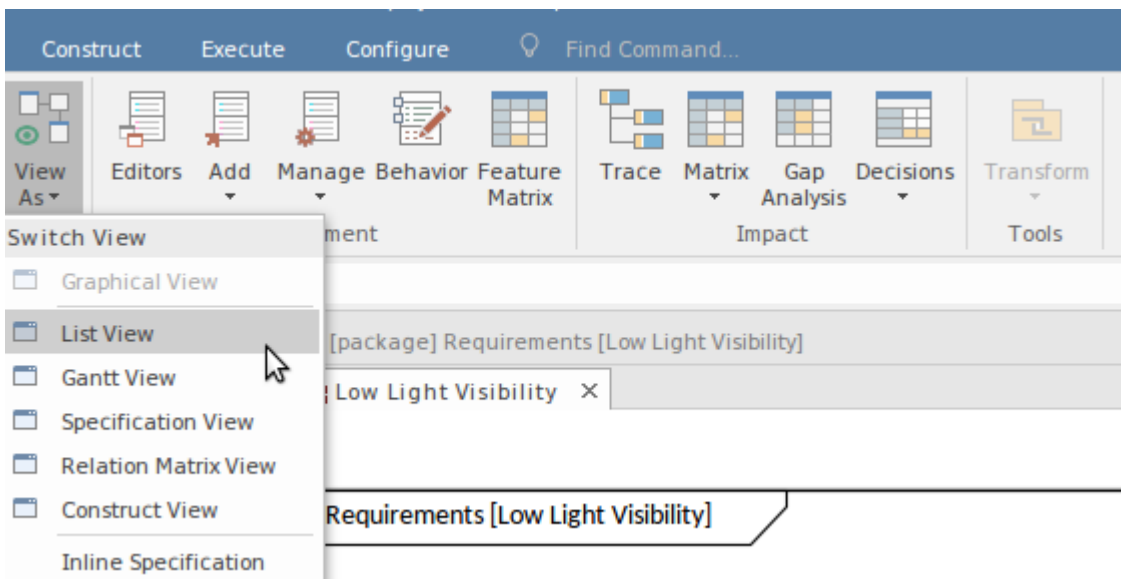 Construct Execute Configure Find Command...
View As Editors Add Manage Behavior Feature Matrix Trace Matrix Gap Analysis Decisions Transform
ment Impact Tools
Switch View
Graphical View
List View
[package] Requirements [Low Light Visibility]
Gantt View
Low Light Visibility
Specification View
Relation Matrix View
Construct View
Requirements [Low Light Visibility]
Inline Specification